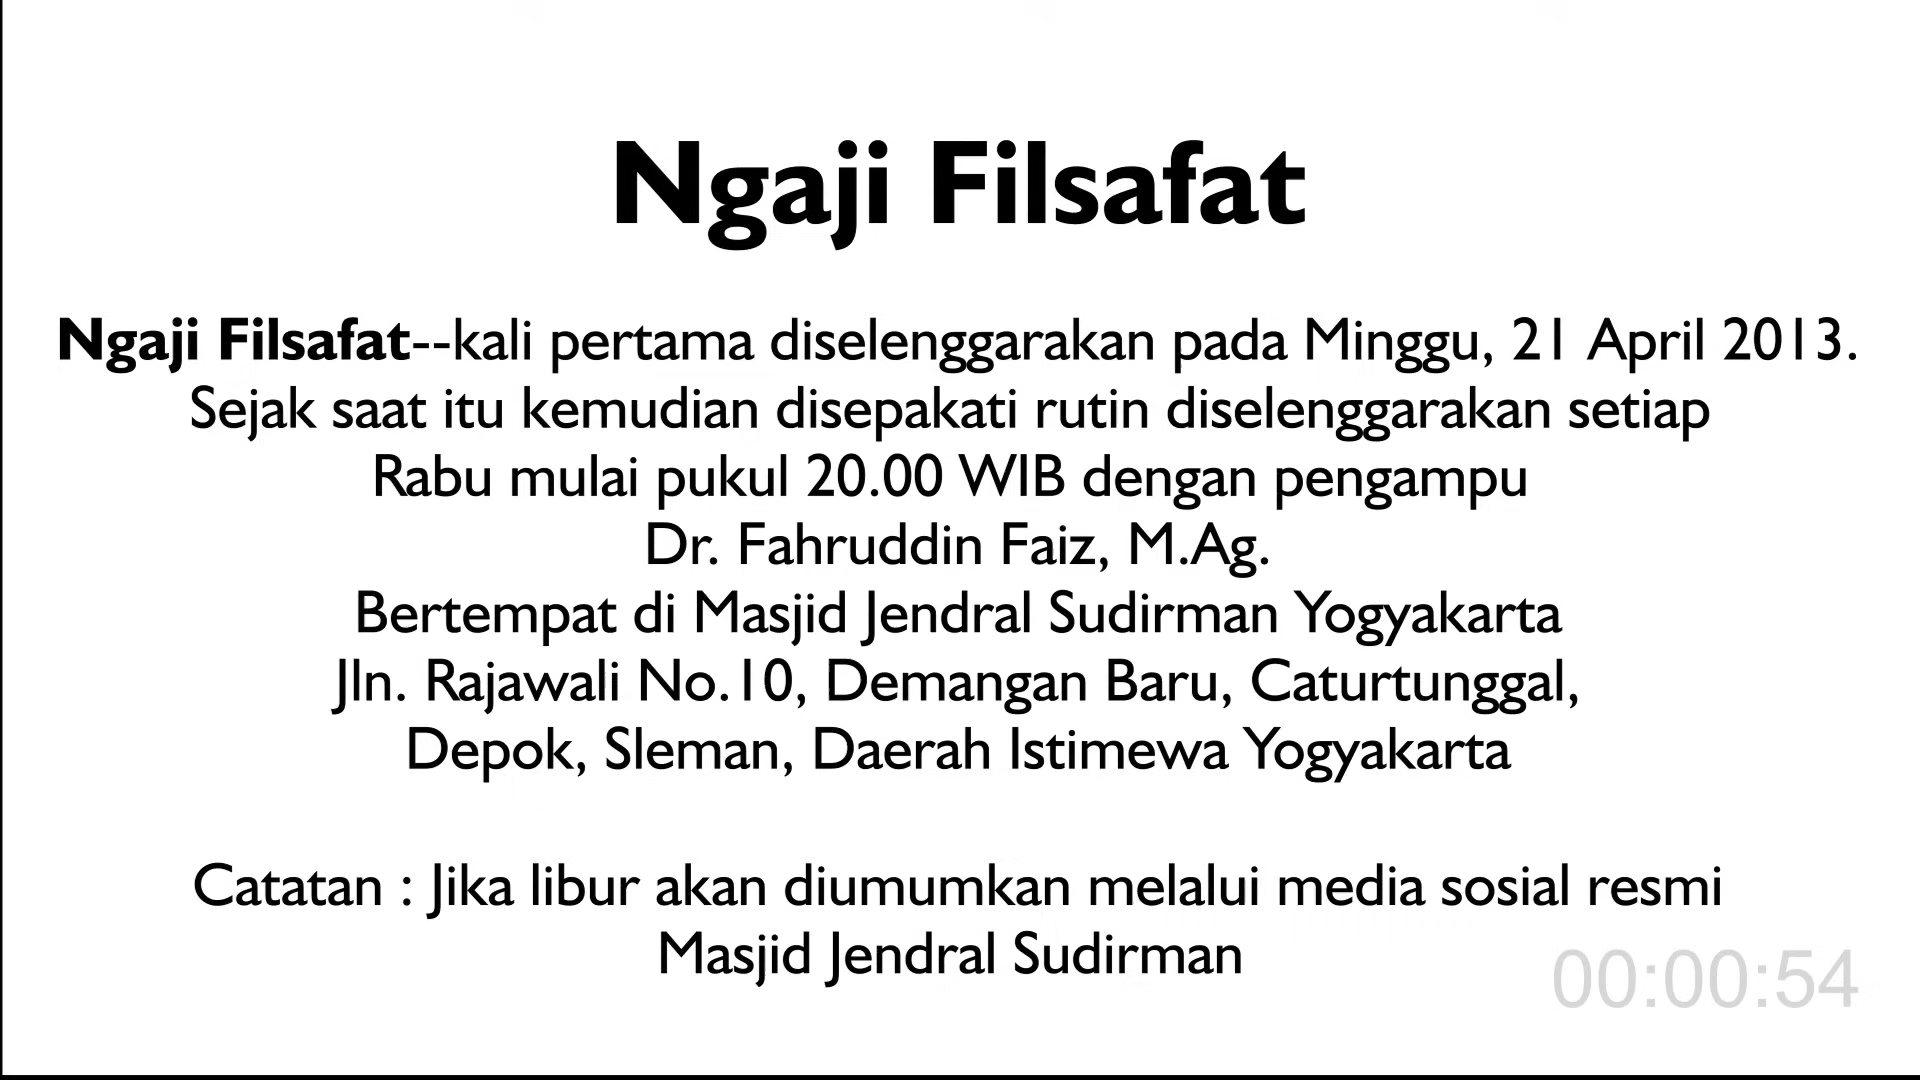 Ngaji Filsafat
Ngaji Filsafat--kali pertama diselenggarakan pada Minggu, 21 April 2013.
Sejak saat itu kemudian disepakati rutin diselenggarakan setiap
Rabu mulai pukul 20.00 WIB dengan pengampu
Dr. Fahruddin Faiz, M.Ag.
Bertempat di Masjid Jendral Sudirman Yogyakarta
Jln. Rajawali No.10, Demangan Baru, Caturtunggal,
Depok, Sleman, Daerah Istimewa Yogyakarta
Catatan : Jika libur akan diumumkan melalui media sosial resmi
Masjid Jendral Sudirman
00:00:54